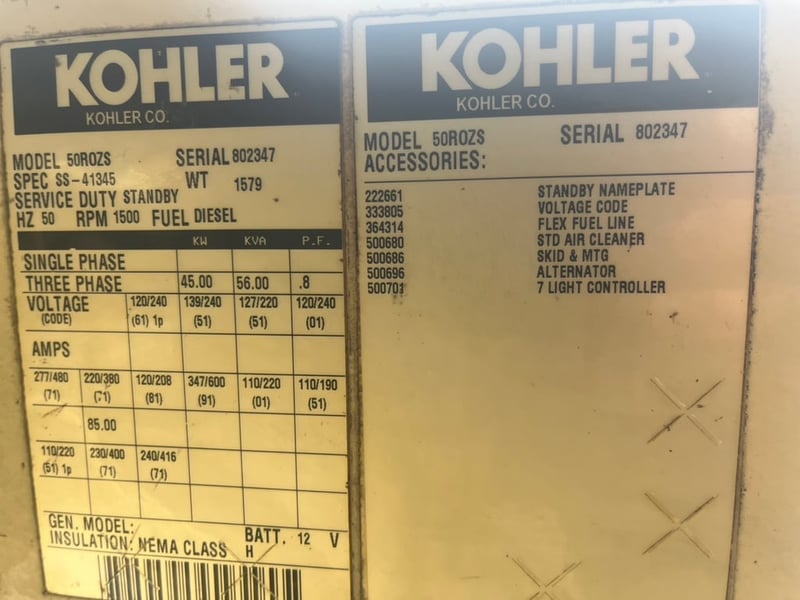 KOHLER
KOHLER CO.
MODEL 50ROZS SERIAL 802347
SPEC SS-41345 WT 1579
SERVICE DUTY STANDBY
HZ 50 RPM 1500 FUEL DIESEL
KW KVA P.F.
SINGLE PHASE
THREE PHASE 45.00 56.00 .8
VOLTAGE 120/240 139/240 127/220 120/240
(CODE) (61) 1p (51) (51) (01)
AMPS
277/480 220/380 120/208 347/600 110/220 110/190
(71) (71) (81) (91) (01) (51)
85.00
110/220 230/400 240/416
(51) 1p (71) (71)
GEN. MODEL:
BATT. 12 V
INSULATION: NEMA CLASS H
KOHLER
KOHLER CO.
MODEL 50ROZS SERIAL 802347
ACCESSORIES:
222661 STANDBY NAMEPLATE
333805 VOLTAGE CODE
364314 FLEX FUEL LINE
500680 STD AIR CLEANER
500686 SKID & MTG
500696 ALTERNATOR
500701 7 LIGHT CONTROLLER